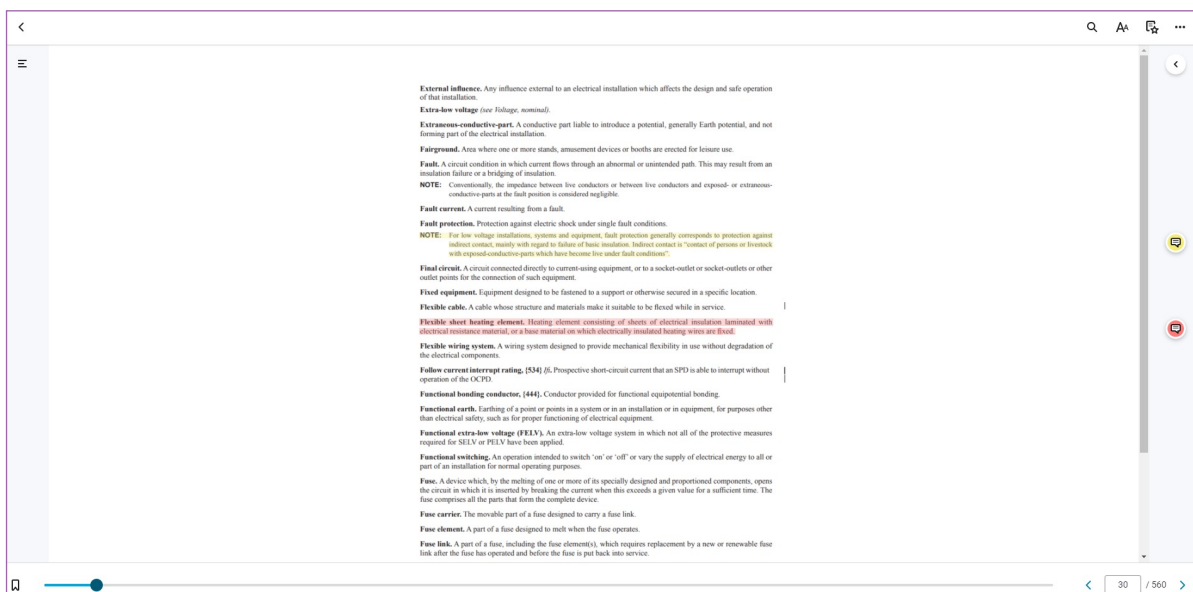 External influence. Any influence external to an electrical installation which affects the design and safe operation
of that installation.
Extra-low voltage (see Voltage, nominal).
Extraneous-conductive-part. A conductive part liable to introduce a potential, generally Earth potential, and not
forming part of the electrical installation.
Fairground. Area where one or more stands, amusement devices or booths are erected for leisure use.
Fault. A circuit condition in which current flows through an abnormal or unintended path. This may result from an
insulation failure or a bridging of insulation.
NOTE: Conventionally, the impedance between live conductors or between live conductors and exposed- or extraneous-
conductive-parts at the fault position is considered negligible.
Fault current. A current resulting from a fault.
Fault protection. Protection against electric shock under single fault conditions.
NOTE: For low voltage installations, systems and equipment, fault protection generally corresponds to protection against
indirect contact, mainly with regard to failure of basic insulation. Indirect contact is “contact of persons or livestock
with exposed-conductive-parts which have become live under fault conditions”.
Final circuit. A circuit connected directly to current-using equipment, or to a socket-outlet or socket-outlets or other
outlet points for the connection of such equipment.
Fixed equipment. Equipment designed to be fastened to a support or otherwise secured in a specific location.
Flexible cable. A cable whose structure and materials make it suitable to be flexed while in service.
Flexible sheet heating element. Heating element consisting of sheets of electrical insulation laminated with
electrical resistance material, or a base material on which electrically insulated heating wires are fixed.
Flexible wiring system. A wiring system designed to provide mechanical flexibility in use without degradation of
the electrical components.
Follow current interrupt rating, {534} Ifi. Prospective short-circuit current that an SPD is able to interrupt without
operation of the OCPD.
Functional bonding conductor, {444}. Conductor provided for functional equipotential bonding.
Functional earth. Earthing of a point or points in a system or in an installation or in equipment, for purposes other
than electrical safety, such as for proper functioning of electrical equipment.
Functional extra-low voltage (FELV). An extra-low voltage system in which not all of the protective measures
required for SELV or PELV have been applied.
Functional switching. An operation intended to switch ‘on’ or ‘off’ or vary the supply of electrical energy to all or
part of an installation for normal operating purposes.
Fuse. A device which, by the melting of one or more of its specially designed and proportioned components, opens
the circuit in which it is inserted by breaking the current when this exceeds a given value for a sufficient time. The
fuse comprises all the parts that form the complete device.
Fuse carrier. The movable part of a fuse designed to carry a fuse link.
Fuse element. A part of a fuse designed to melt when the fuse operates.
Fuse link. A part of a fuse, including the fuse element(s), which requires replacement by a new or renewable fuse
link after the fuse has operated and before the fuse is put back into service.
30 / 560